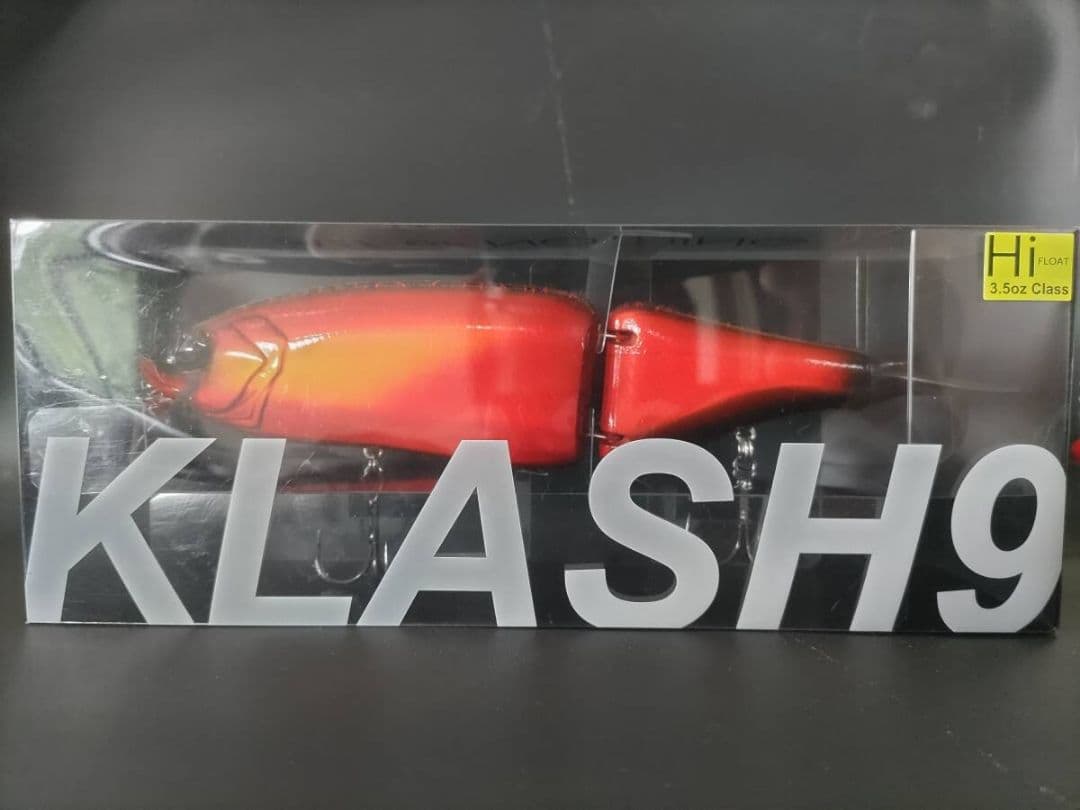 Hi FLOAT
3.5oz Class
KLASH9